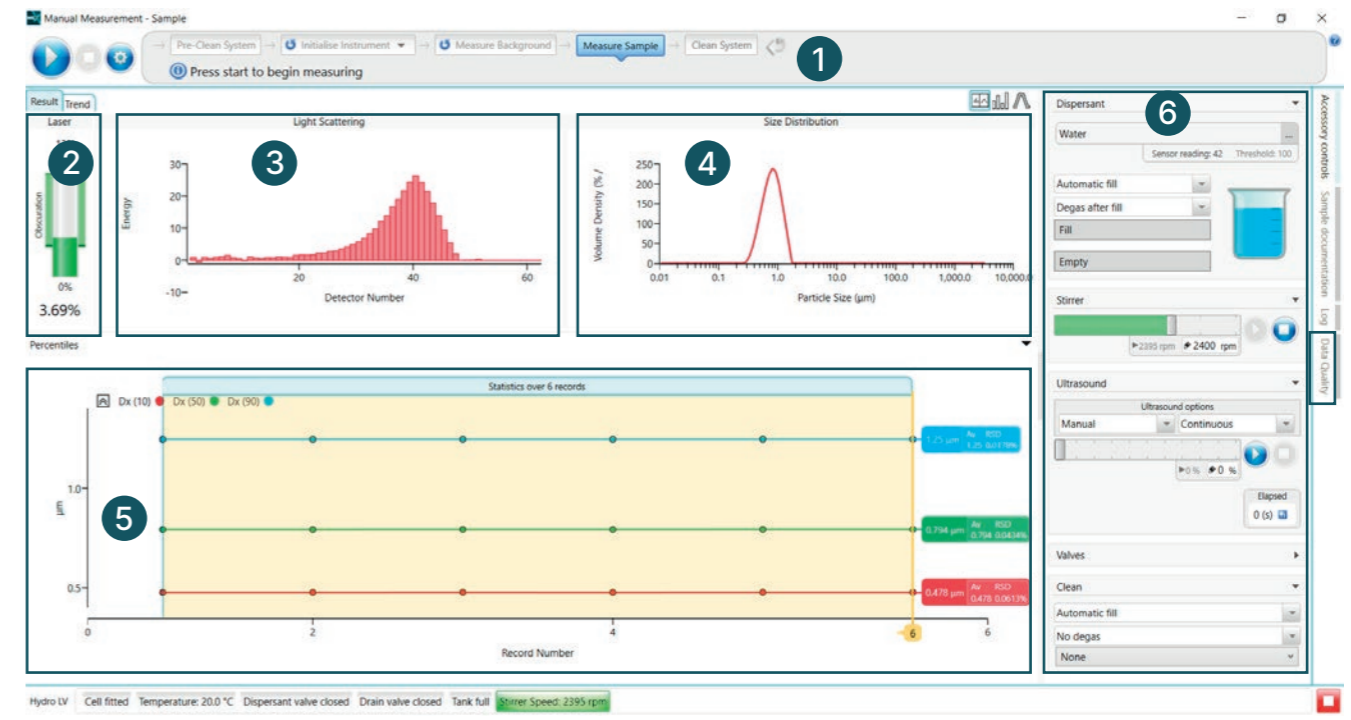 Manual Measurement - Sample
Pre-Clean System Initialise Instrument Measure Background Measure Sample Clean System
1
Press start to begin measuring
Result Trend
Laser
2
Obscuration
0%
3.69%
Light Scattering
3
Energy
30
20
10
0
-10
20 40 60
Detector Number
Size Distribution
4
Volume Density (% /
250
200
150
100
50
0
0.01 0.1 1.0 10.0 100.0 1,000.0 10,000.0
Particle Size (µm)
Percentiles
Statistics over 6 records
Dx (10) Dx (50) Dx (90)
5
µm
1.0
0.5
1.25 µm Av RSD
1.25 0.0178%
0.794 µm Av RSD
0.794 0.0434%
0.478 µm Av RSD
0.478 0.0613%
0 2 4 6 6
Record Number
6
Dispersant
Water ...
Sensor reading: 42 Threshold: 100
Automatic fill
Degas after fill
Fill
Empty
Stirrer
2395 rpm 2400 rpm
Ultrasound
Ultrasound options
Manual Continuous
0 % 0 %
Elapsed
0 (s)
Valves
Clean
Automatic fill
No degas
None
Accessory controls
Sample documentation
Log
Data Quality
Hydro LV Cell fitted Temperature: 20.0 °C Dispersant valve closed Drain valve closed Tank full Stirrer Speed: 2395 rpm